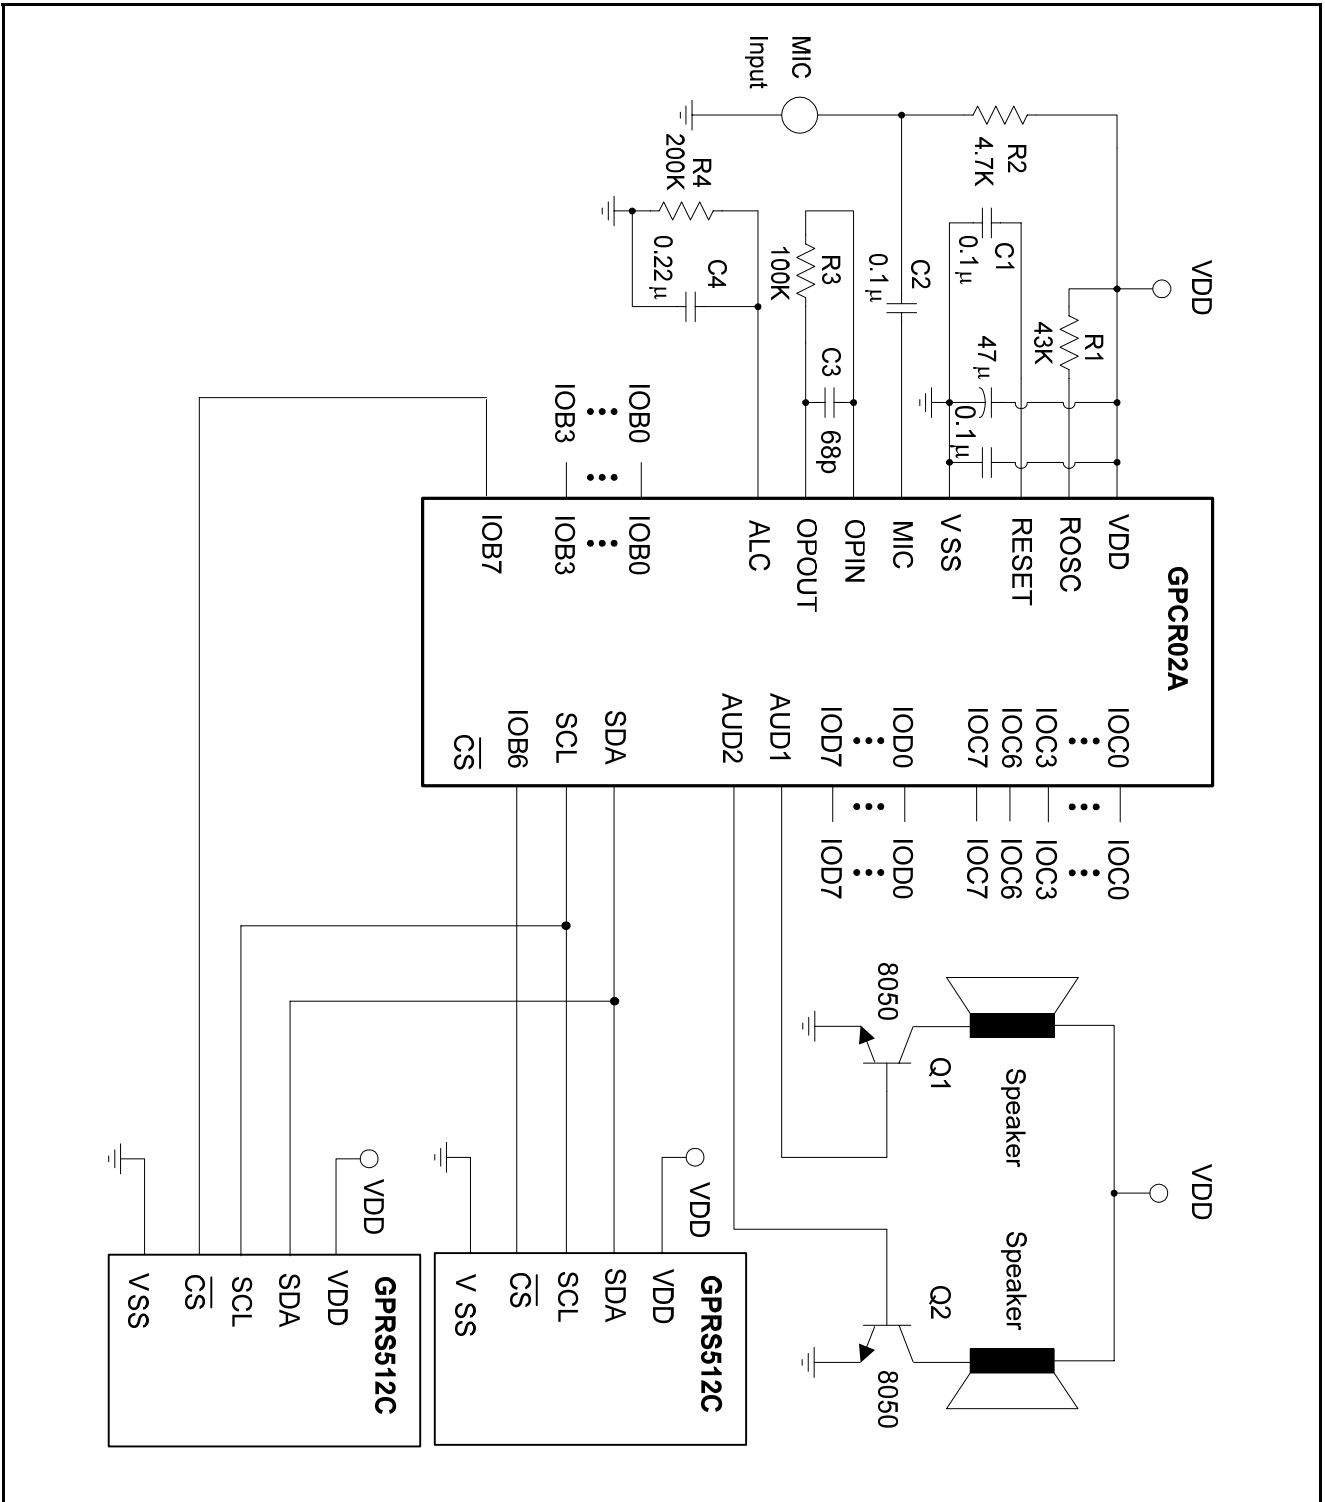 MIC
Input
R2
4.7K
C1
0.1μ
VDD
R1
43K
47μ
0.1μ
C2
0.1μ
R3
100K
C3
68p
R4
200K
C4
0.22μ
IOB0
•••
IOB3
•••
GPCR02A
VDD
ROSC
RESET
VSS
MIC
OPIN
OPOUT
ALC
IOB0
•••
IOB3
IOB7
IOC0
•••
IOC3
IOC6
IOC7
IOD0
•••
IOD7
AUD1
AUD2
SDA
SCL
IOB6
CS
•••
•••
IOC0
•••
IOC3
IOC6
IOC7
IOD0
•••
IOD7
8050
Q1
Speaker
VDD
Speaker
Q2
8050
VDD
GPRS512C
VDD
SDA
SCL
CS
V SS
VDD
GPRS512C
VDD
SDA
SCL
CS
VSS